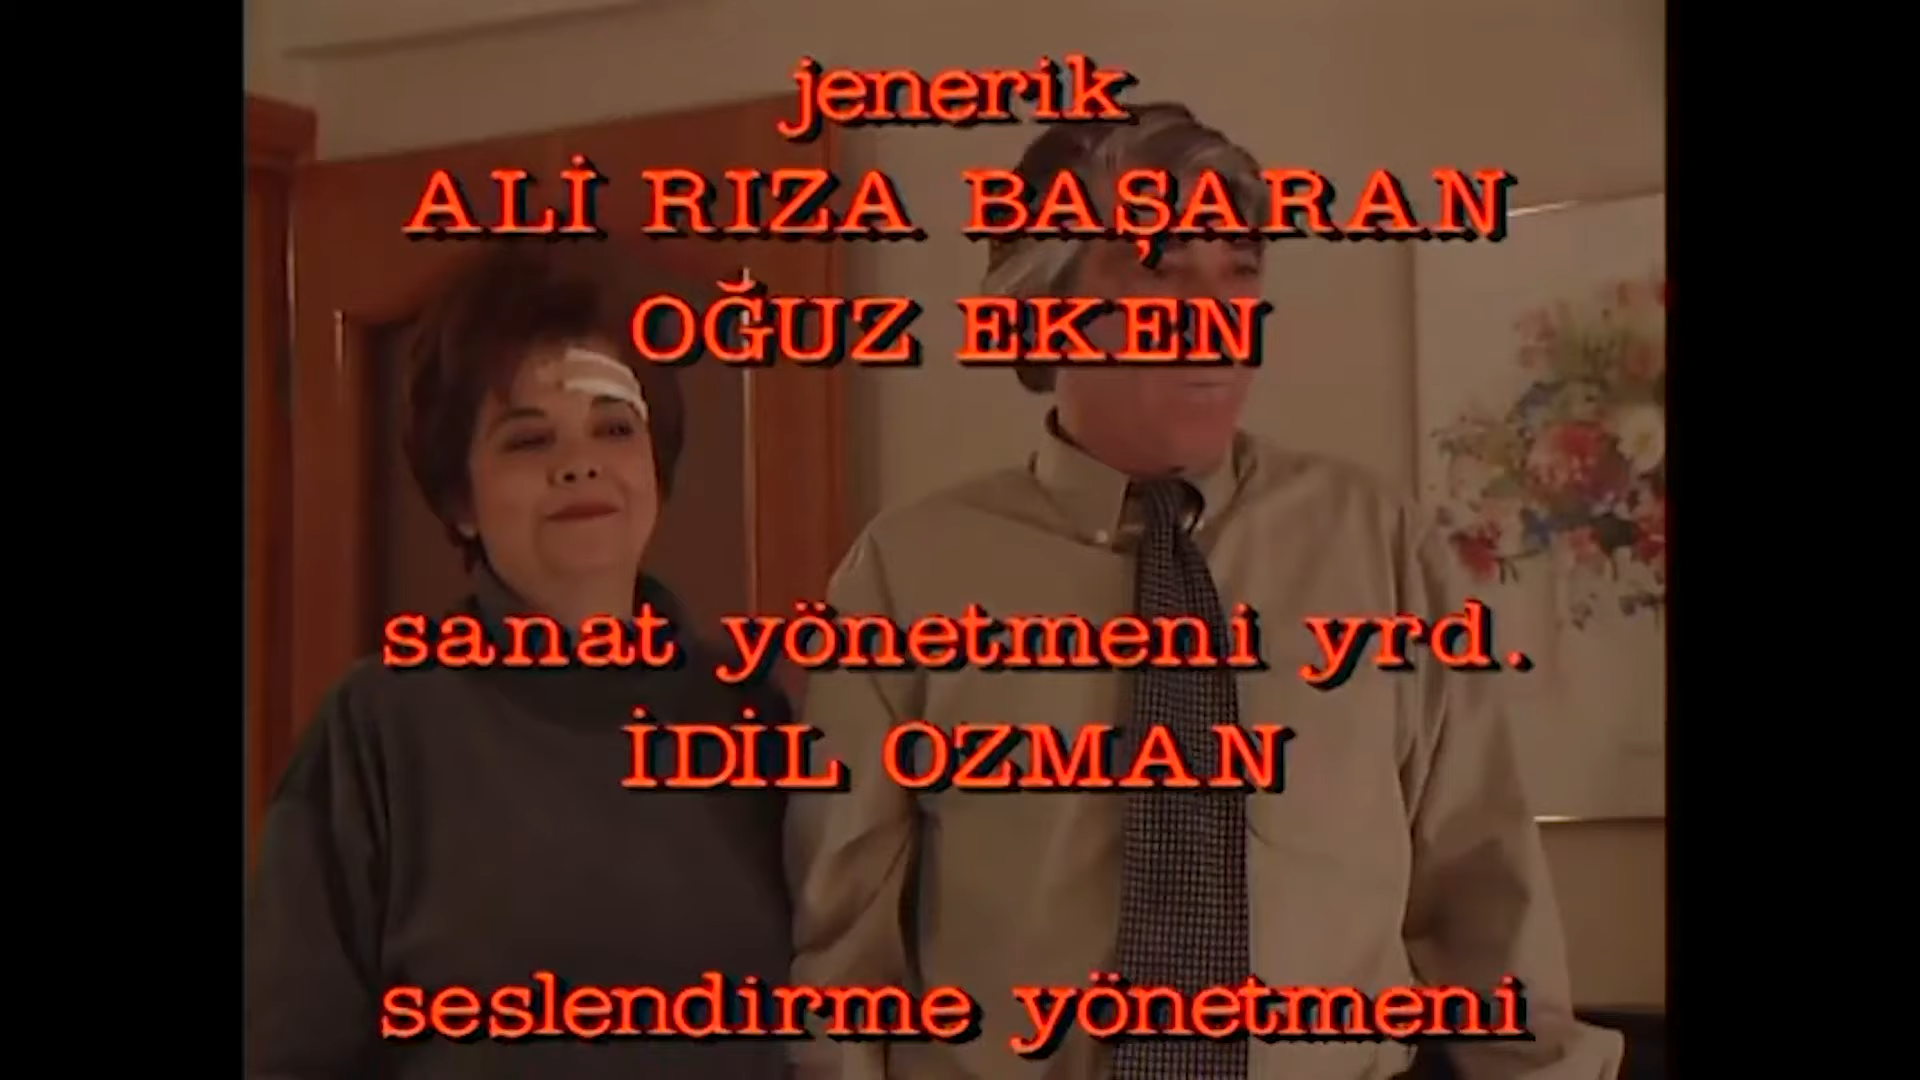 jenerik
ALİ RIZA BAŞARAN
OĞUZ EKEN
sanat yönetmeni yrd.
İDİL OZMAN
seslendirme yönetmeni